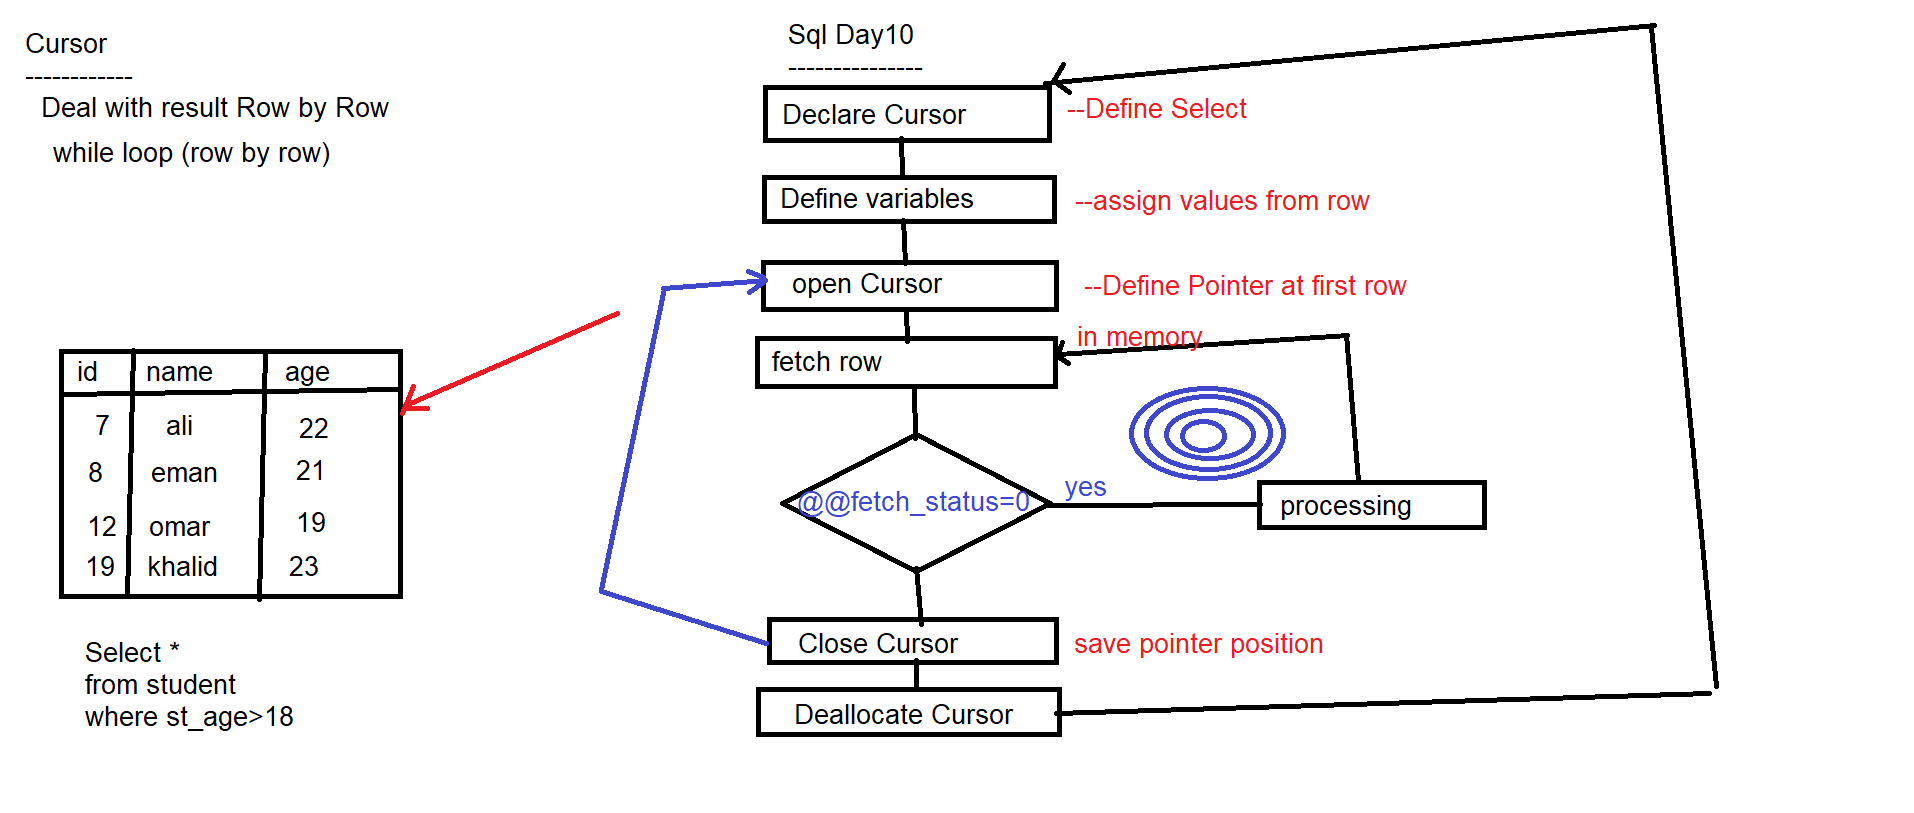 Cursor
------------
Deal with result Row by Row
while loop (row by row)
id name age
7 ali 22
8 eman 21
12 omar 19
19 khalid 23
Select *
from student
where st_age>18
Sql Day10
---------------
Declare Cursor --Define Select
Define variables --assign values from row
open Cursor --Define Pointer at first row
in memory
fetch row
@@fetch_status=0 yes
processing
Close Cursor save pointer position
Deallocate Cursor